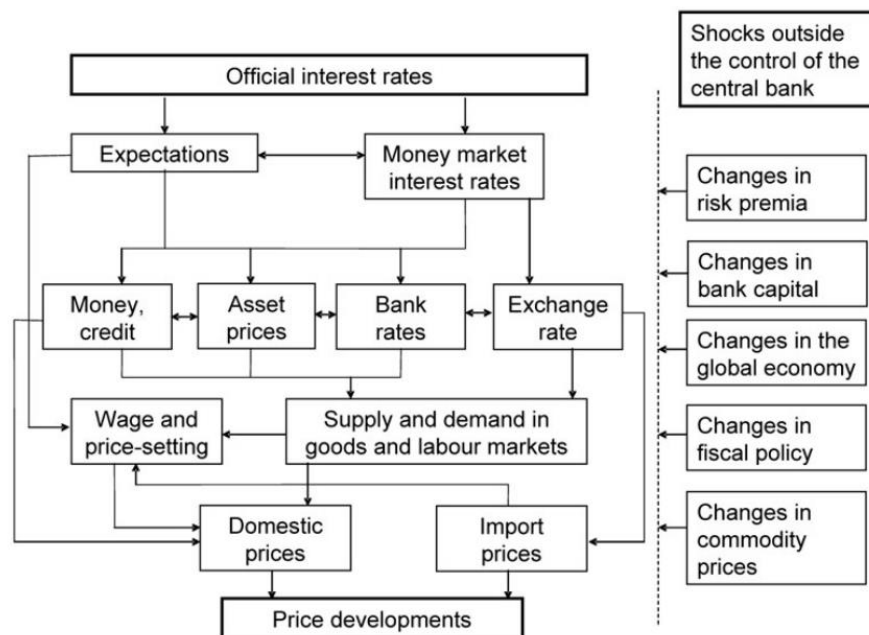 Official interest rates
Shocks outside
the control of the
central bank
Expectations
Money market
interest rates
Changes in
risk premia
Money,
credit
Asset
prices
Bank
rates
Exchange
rate
Changes in
bank capital
Changes in the
global economy
Wage and
price-setting
Supply and demand in
goods and labour markets
Changes in
fiscal policy
Domestic
prices
Import
prices
Changes in
commodity
prices
Price developments